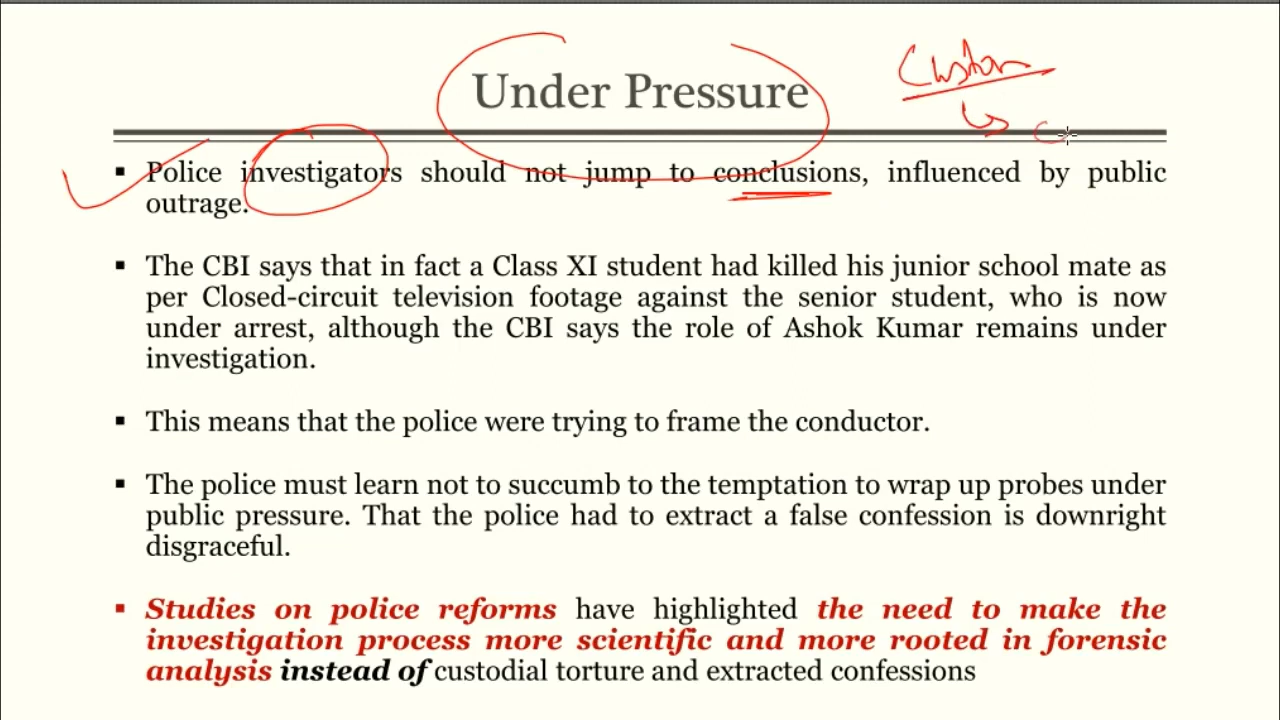 Under Pressure
▪ Police investigators should not jump to conclusions, influenced by public
outrage.
▪ The CBI says that in fact a Class XI student had killed his junior school mate as
per Closed-circuit television footage against the senior student, who is now
under arrest, although the CBI says the role of Ashok Kumar remains under
investigation.
▪ This means that the police were trying to frame the conductor.
▪ The police must learn not to succumb to the temptation to wrap up probes under
public pressure. That the police had to extract a false confession is downright
disgraceful.
▪ Studies on police reforms have highlighted the need to make the
investigation process more scientific and more rooted in forensic
analysis instead of custodial torture and extracted confessions